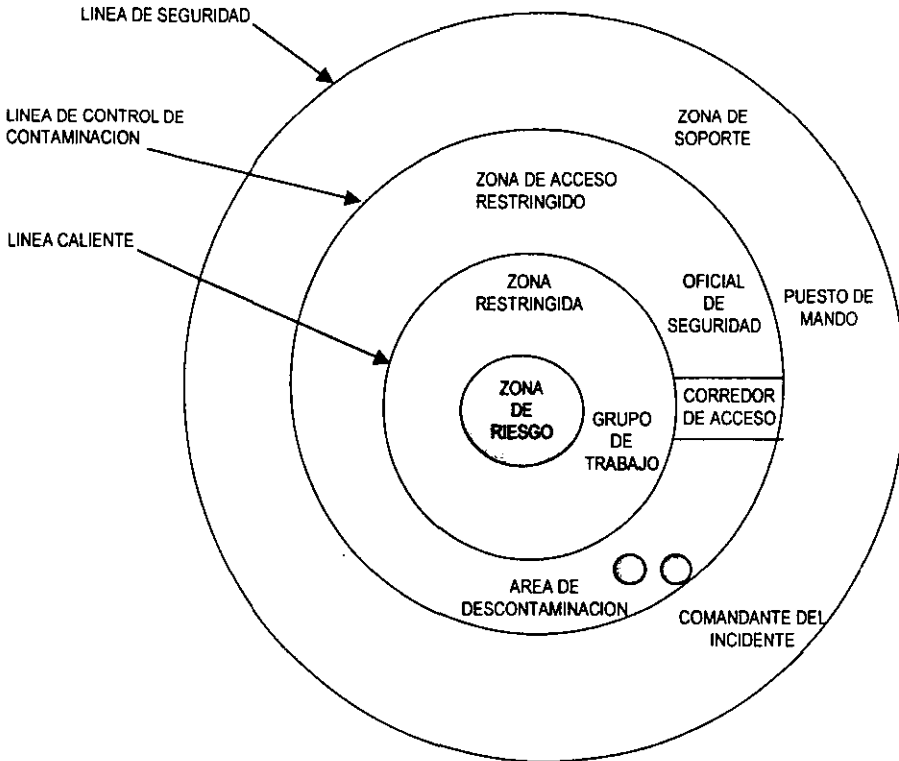 LINEA DE SEGURIDAD
LINEA DE CONTROL DE
CONTAMINACION
LINEA CALIENTE
ZONA DE
SOPORTE
ZONA DE ACCESO
RESTRINGIDO
ZONA
RESTRINGIDA
OFICIAL
DE
SEGURIDAD
PUESTO DE
MANDO
ZONA
DE
RIESGO
CORREDOR
DE ACCESO
GRUPO
DE
TRABAJO
AREA DE
DESCONTAMINACION
COMANDANTE DEL
INCIDENTE